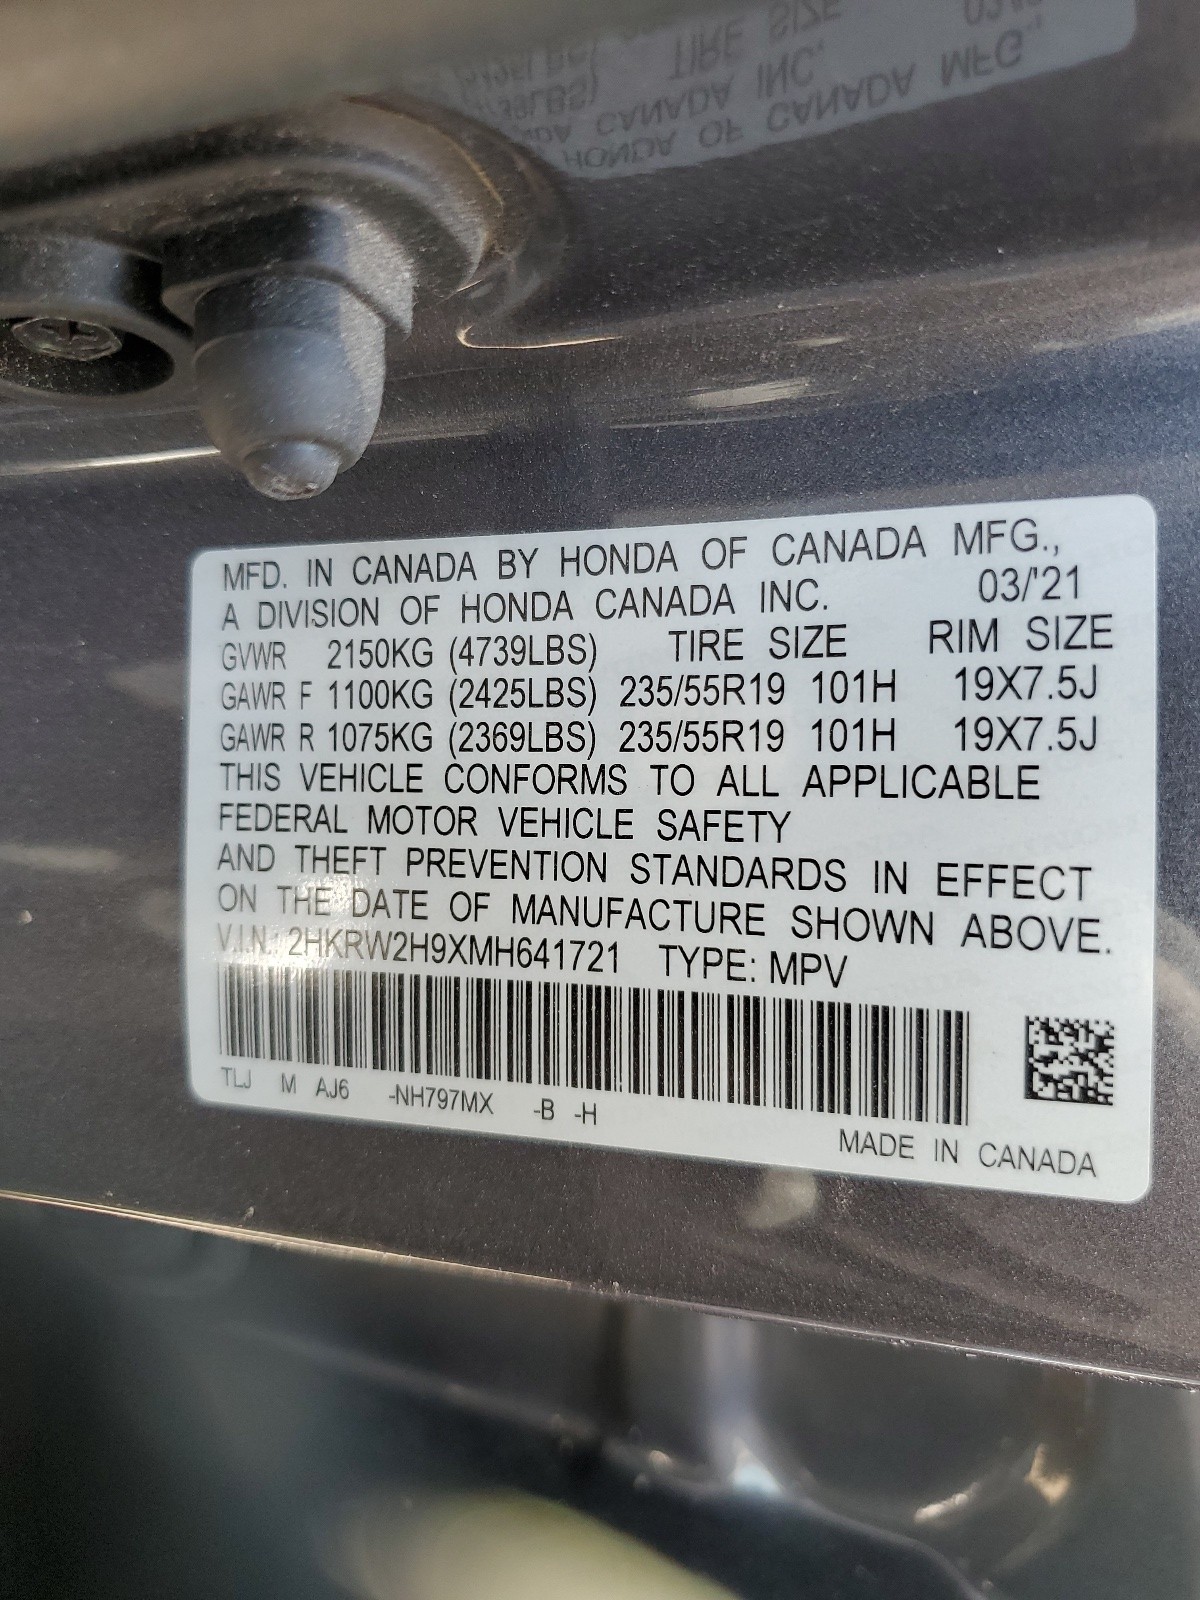 MFD. IN CANADA BY HONDA OF CANADA MFG.,
A DIVISION OF HONDA CANADA INC. 03/'21
GVWR 2150KG (4739LBS) TIRE SIZE RIM SIZE
GAWR F 1100KG (2425LBS) 235/55R19 101H 19X7.5J
GAWR R 1075KG (2369LBS) 235/55R19 101H 19X7.5J
THIS VEHICLE CONFORMS TO ALL APPLICABLE
FEDERAL MOTOR VEHICLE SAFETY
AND THEFT PREVENTION STANDARDS IN EFFECT
ON THE DATE OF MANUFACTURE SHOWN ABOVE.
V.I.N. 2HKRW2H9XMH641721 TYPE: MPV
TLJ M AJ6 -NH797MX -B -H
MADE IN CANADA